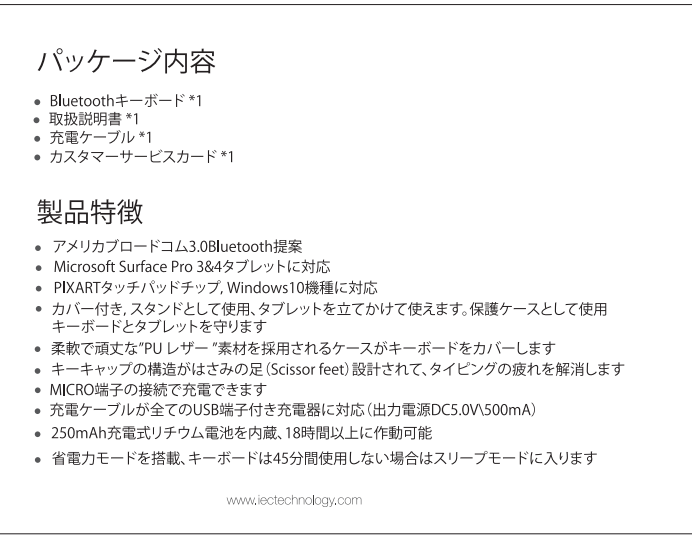 パッケージ内容
• Bluetoothキーボード *1
• 取扱説明書 *1
• 充電ケーブル *1
• カスタマーサービスカード *1
製品特徴
• アメリカブロードコム3.0Bluetooth提案
• Microsoft Surface Pro 3&4タブレットに対応
• PIXARTタッチパッドチップ, Windows10機種に対応
• カバー付き, スタンドとして使用、タブレットを立てかけて使えます。保護ケースとして使用
キーボードとタブレットを守ります
• 柔軟で頑丈な"PU レザー "素材を採用されるケースがキーボードをカバーします
• キーキャップの構造がはさみの足（Scissor feet）設計されて、タイピングの疲れを解消します
• MICRO端子の接続で充電できます
• 充電ケーブルが全てのUSB端子付き充電器に対応（出力電源DC5.0V\500mA）
• 250mAh充電式リチウム電池を内蔵、18時間以上に作動可能
• 省電力モードを搭載、キーボードは45分間使用しない場合はスリープモードに入ります
www.iectechnology.com